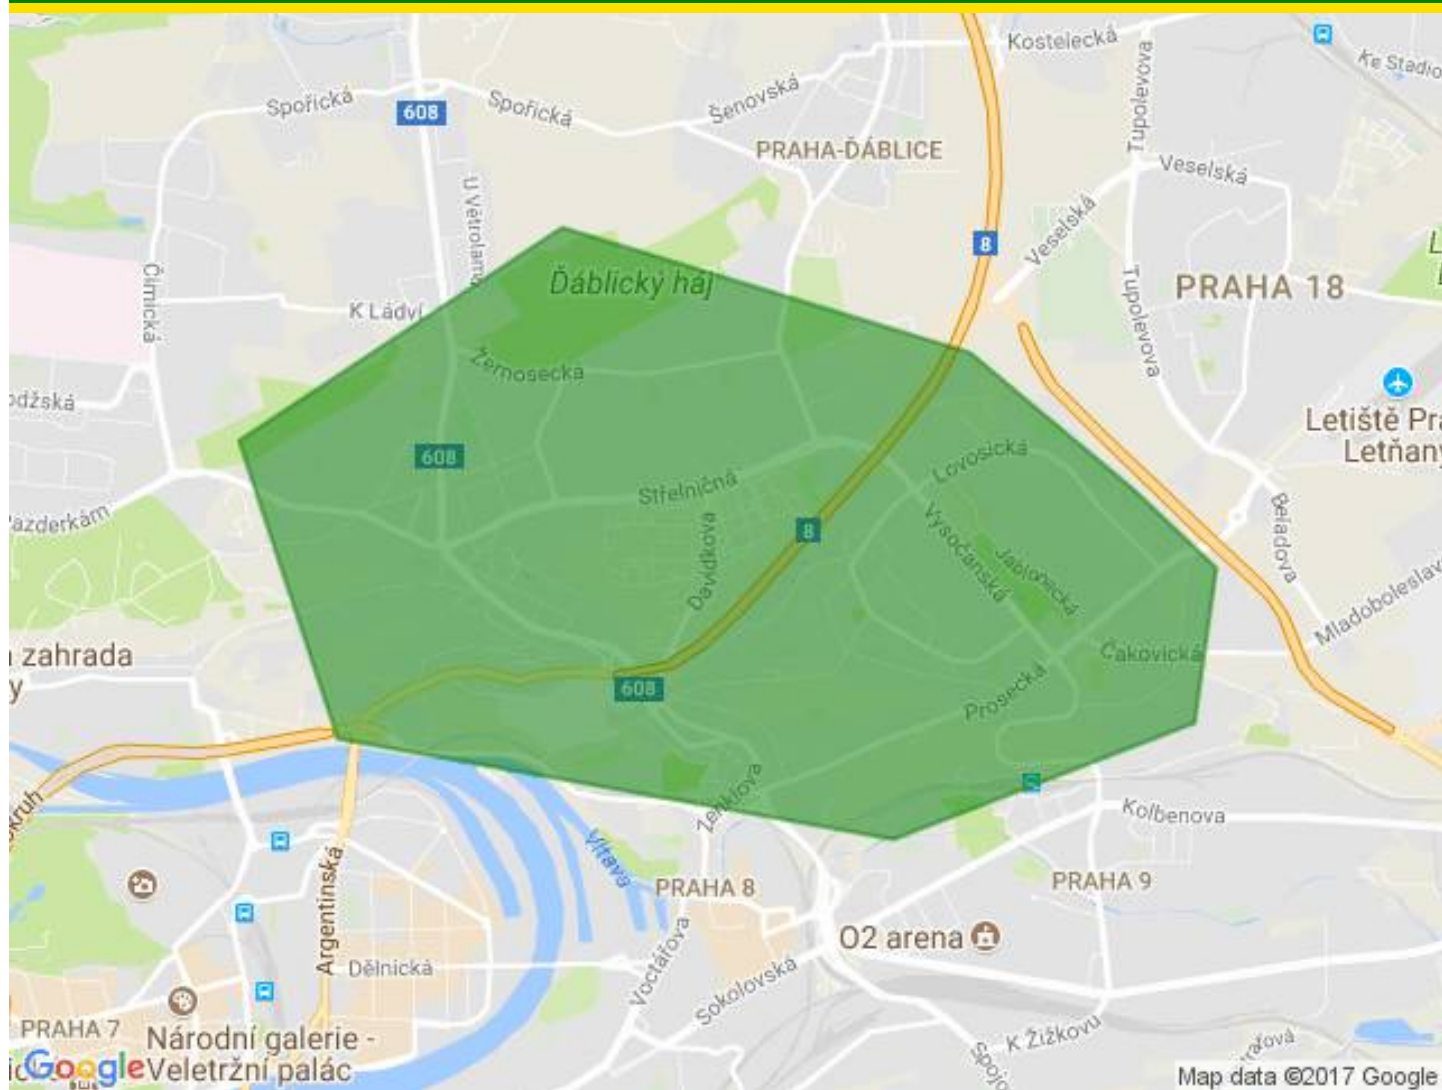 Kostelecká
Ke Stadio
Spořická
608
Spořická
Šenovská
Tupolevova
PRAHA-ĎÁBLICE
Veselská
U Větrolamu
Veselská
8
Čimická
Ďáblický háj
PRAHA 18
K Ládví
Tupolevova
Žernosecká
odžská
Letiště Pra
Letňany
608
Lovosická
Střelničná
azderkám
8
Vysočanská
Beladova
Davídkova
Jablonecká
Mladoboleslav
zahrada
y
Čakovická
608
Prosecká
okruh
Zenklova
Kolbenova
Vltava
Argentinská
PRAHA 8
PRAHA 9
O2 arena
Dělnická
Voctářova
Sokolovská
PRAHA 7
Národní galerie -
Veletržní palác
K Žižkovu
Spojo
Google
Map data ©2017 Google